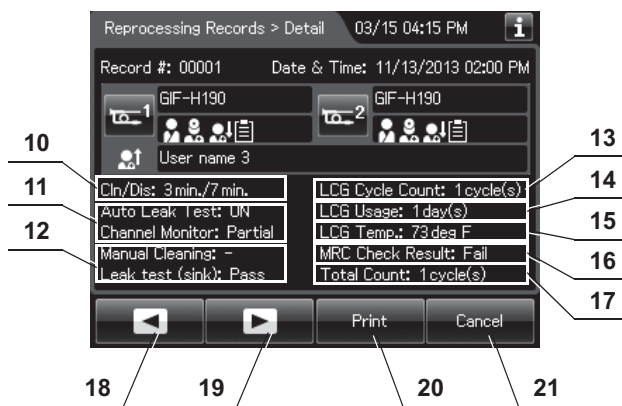 Reprocessing Records > Detail 03/15 04:15 PM i
Record #: 00001 Date & Time: 11/13/2013 02:00 PM
1 GIF-H190 2 GIF-H190
User name 3
10 Cln/Dis: 3 min./7 min. LCG Cycle Count: 1 cycle(s) 13
11 Auto Leak Test: ON LCG Usage: 1 day(s) 14
Channel Monitor: Partial LCG Temp.: 73 deg F 15
12 Manual Cleaning: - MRC Check Result: Fail 16
Leak test (sink): Pass Total Count: 1 cycle(s) 17
Print Cancel
18 19 20 21